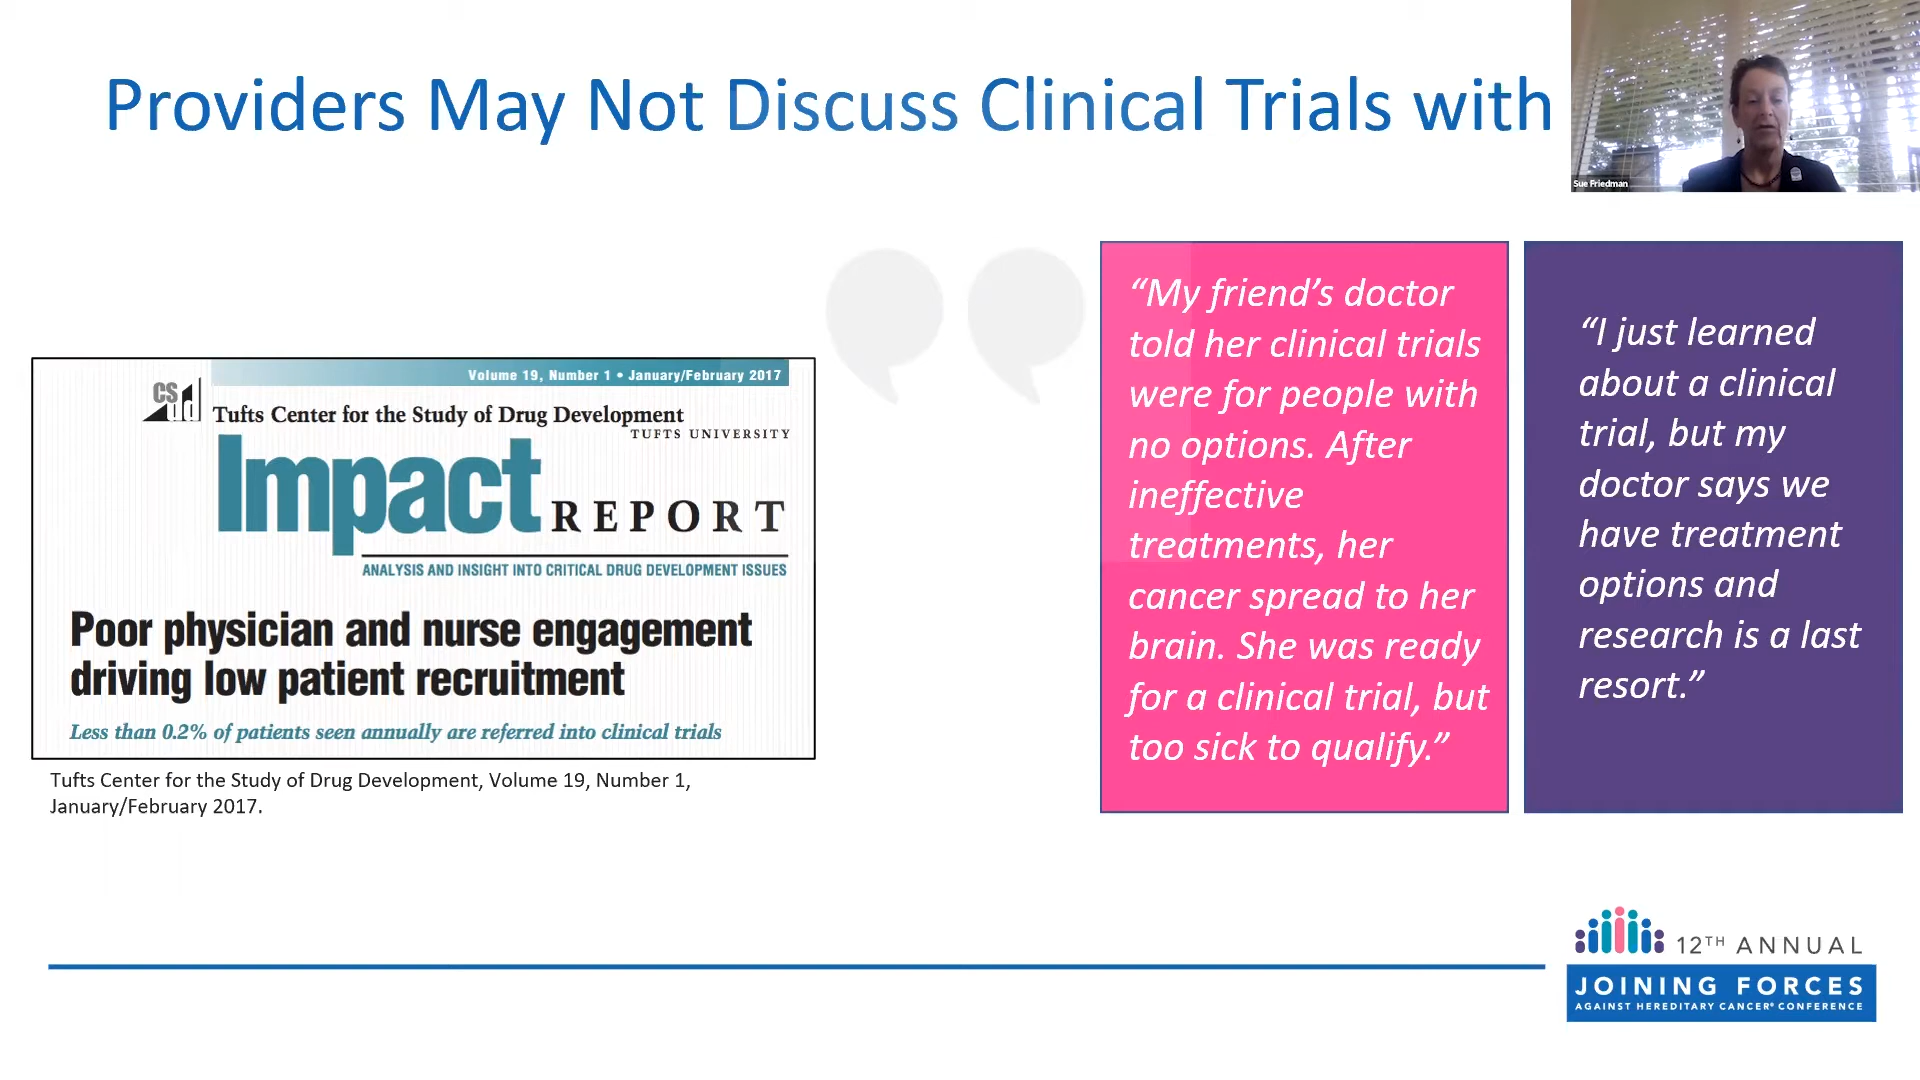 Providers May Not Discuss Clinical Trials with
Sue Friedman
Volume 19, Number 1 • January/February 2017
CS
dd
Tufts Center for the Study of Drug Development
TUFTS UNIVERSITY
Impact REPORT
ANALYSIS AND INSIGHT INTO CRITICAL DRUG DEVELOPMENT ISSUES
Poor physician and nurse engagement
driving low patient recruitment
Less than 0.2% of patients seen annually are referred into clinical trials
Tufts Center for the Study of Drug Development, Volume 19, Number 1,
January/February 2017.
“My friend’s doctor
told her clinical trials
were for people with
no options. After
ineffective
treatments, her
cancer spread to her
brain. She was ready
for a clinical trial, but
too sick to qualify.”
“I just learned
about a clinical
trial, but my
doctor says we
have treatment
options and
research is a last
resort.”
12TH ANNUAL
JOINING FORCES
AGAINST HEREDITARY CANCER® CONFERENCE